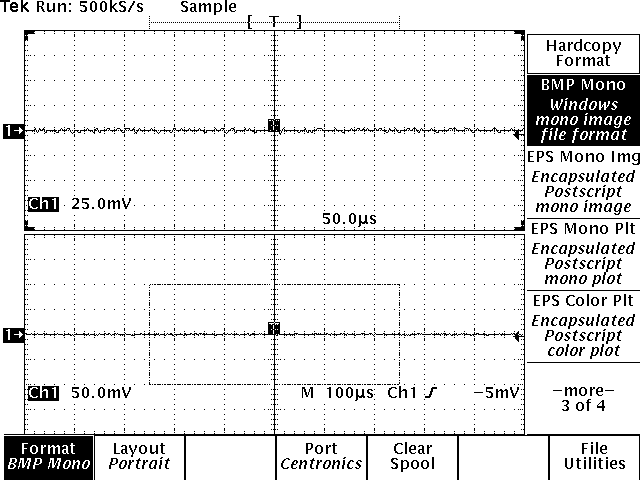 Tek Run: 500kS/s Sample
[ T ]
1→
Ch1 25.0mV
50.0µs
1→
Ch1 50.0mV M 100µs Ch1 ƒ -5mV
Hardcopy
Format
BMP Mono
Windows
mono image
file format
EPS Mono Img
Encapsulated
Postscript
mono image
EPS Mono Plt
Encapsulated
Postscript
mono plot
EPS Color Plt
Encapsulated
Postscript
color plot
-more-
3 of 4
Format
BMP Mono
Layout
Portrait
Port
Centronics
Clear
Spool
File
Utilities